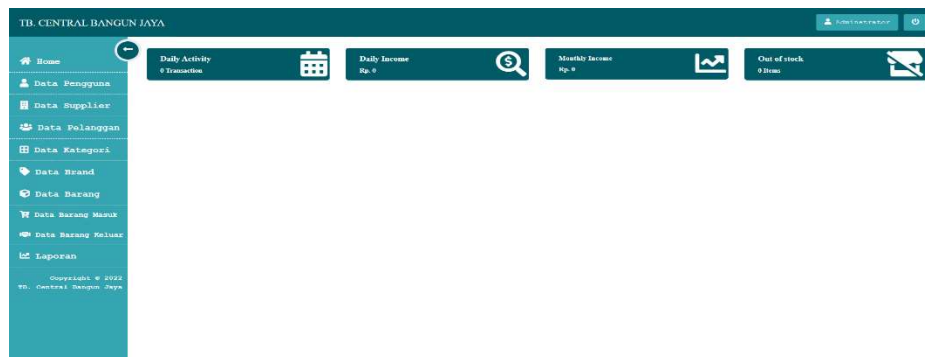 TB. CENTRAL BANGUN JAYA
Administrator
Home
Data Pengguna
Data Supplier
Data Pelanggan
Data Kategori
Data Brand
Data Barang
Data Barang Masuk
Data Barang Keluar
Laporan
Copyright © 2022
TB. Central Bangun Jaya
Daily Activity
0 Transaction
Daily Income
Rp. 0
Monthly Income
Rp. 0
Out of stock
0 Items